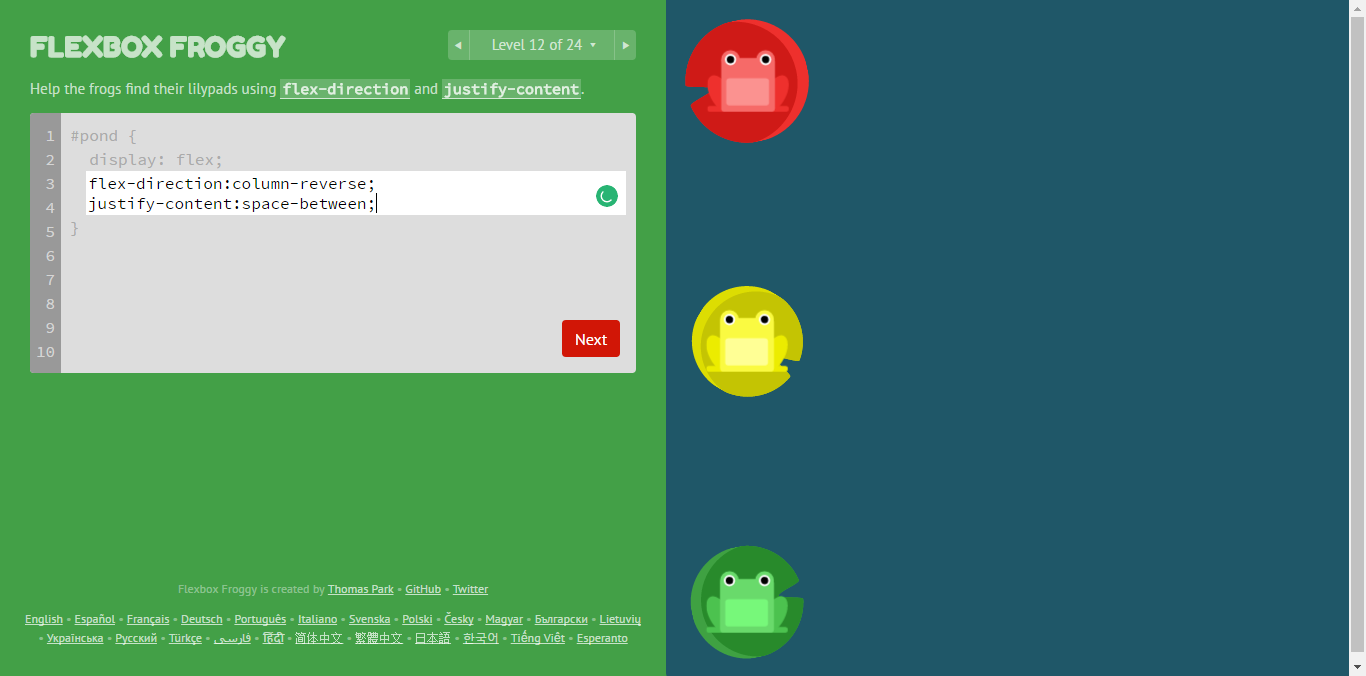 FLEXBOX FROGGY
◀ Level 12 of 24 ▾ ▶
Help the frogs find their lilypads using flex-direction and justify-content.
1 #pond {
2 display: flex;
3 flex-direction:column-reverse;
4 justify-content:space-between;
5 }
6
7
8
9
10
Next
Flexbox Froggy is created by Thomas Park • GitHub • Twitter
English • Español • Français • Deutsch • Português • Italiano • Svenska • Polski • Česky • Magyar • Български • Lietuvių
• Українська • Русский • Türkçe • فارسی • हिंदी • 简体中文 • 繁體中文 • 日本語 • 한국어 • Tiếng Việt • Esperanto